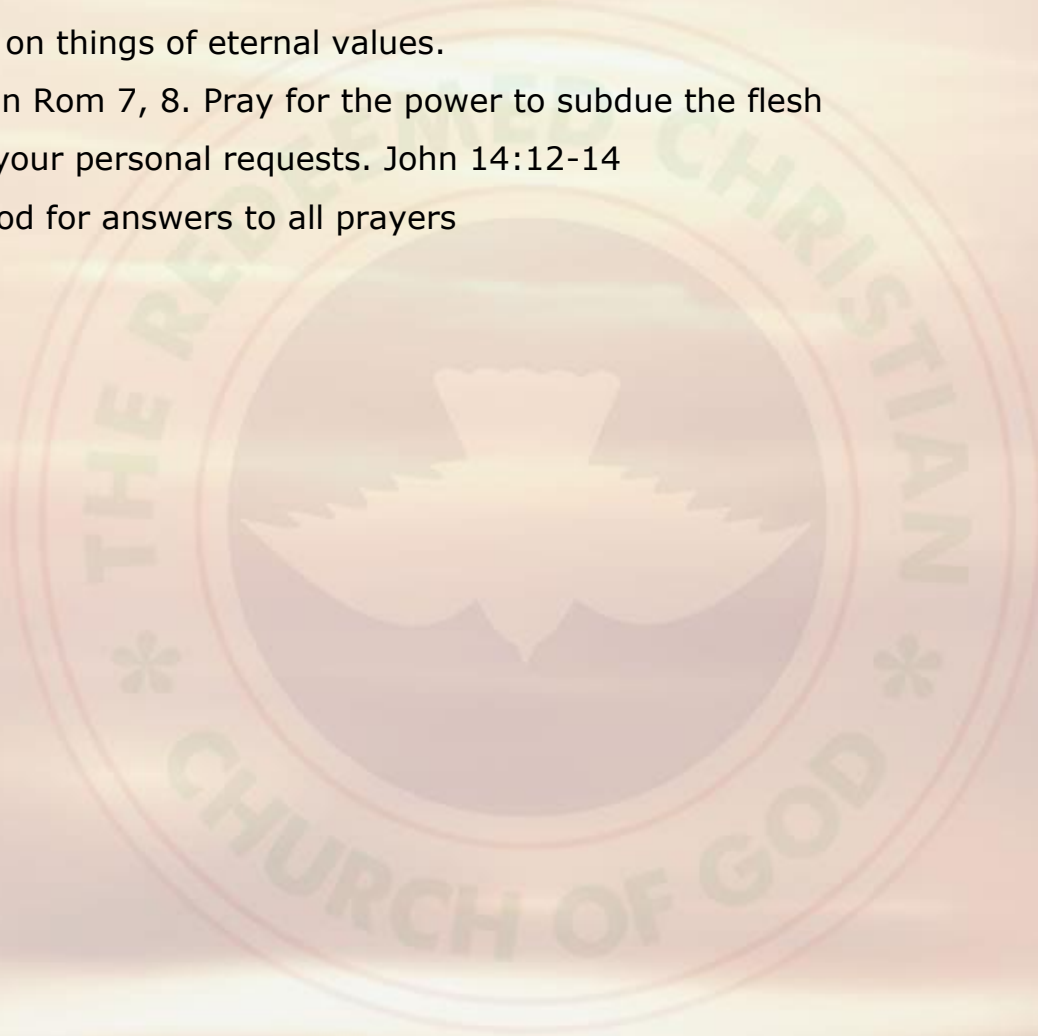 on things of eternal values.
n Rom 7, 8. Pray for the power to subdue the flesh
your personal requests. John 14:12-14
od for answers to all prayers
THE REDEEMED CHRISTIAN
* CHURCH OF GOD *